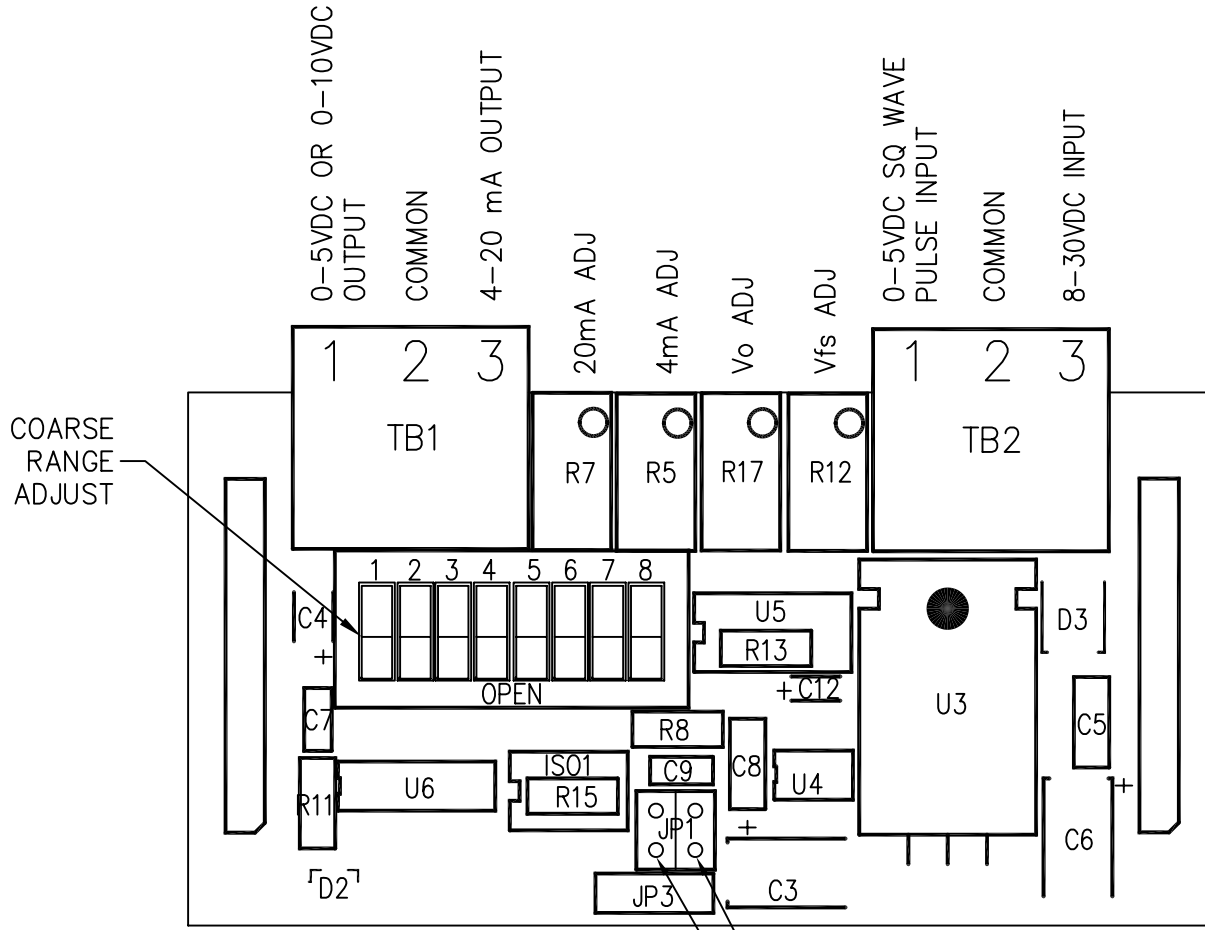 0-5VDC OR 0-10VDC
OUTPUT
COMMON
4-20 mA OUTPUT
20mA ADJ
4mA ADJ
Vo ADJ
Vfs ADJ
0-5VDC SQ WAVE
PULSE INPUT
COMMON
8-30VDC INPUT
1 2 3
TB1
1 2 3
TB2
COARSE
RANGE
ADJUST
R7
R5
R17
R12
1 2 3 4 5 6 7 8
OPEN
C4
+
U5
R13
D3
+
C12
U3
C7
R8
C5
C8
ISO1
C9
R11
U6
R15
U4
+
JP1
+
C6
D2
JP3
C3